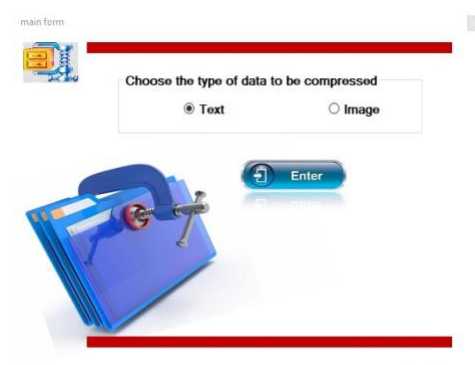 main form
Choose the type of data to be compressed
Text
Image
Enter